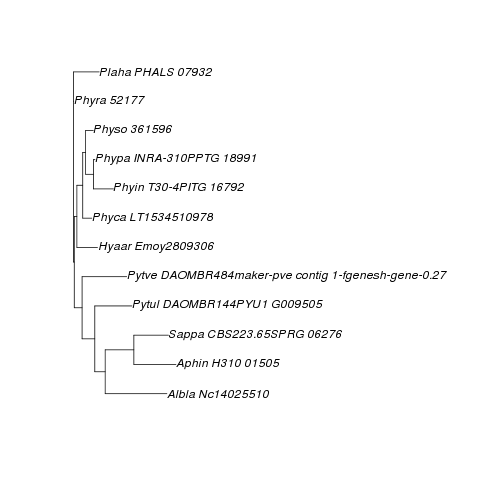 Plaha PHALS 07932
Phyra 52177
Physo 361596
Phypa INRA-310PPTG 18991
Phyin T30-4PITG 16792
Phyca LT1534510978
Hyaar Emoy2809306
Pytve DAOMBR484maker-pve contig 1-fgenesh-gene-0.27
Pytul DAOMBR144PYU1 G009505
Sappa CBS223.65SPRG 06276
Aphin H310 01505
Albla Nc14025510